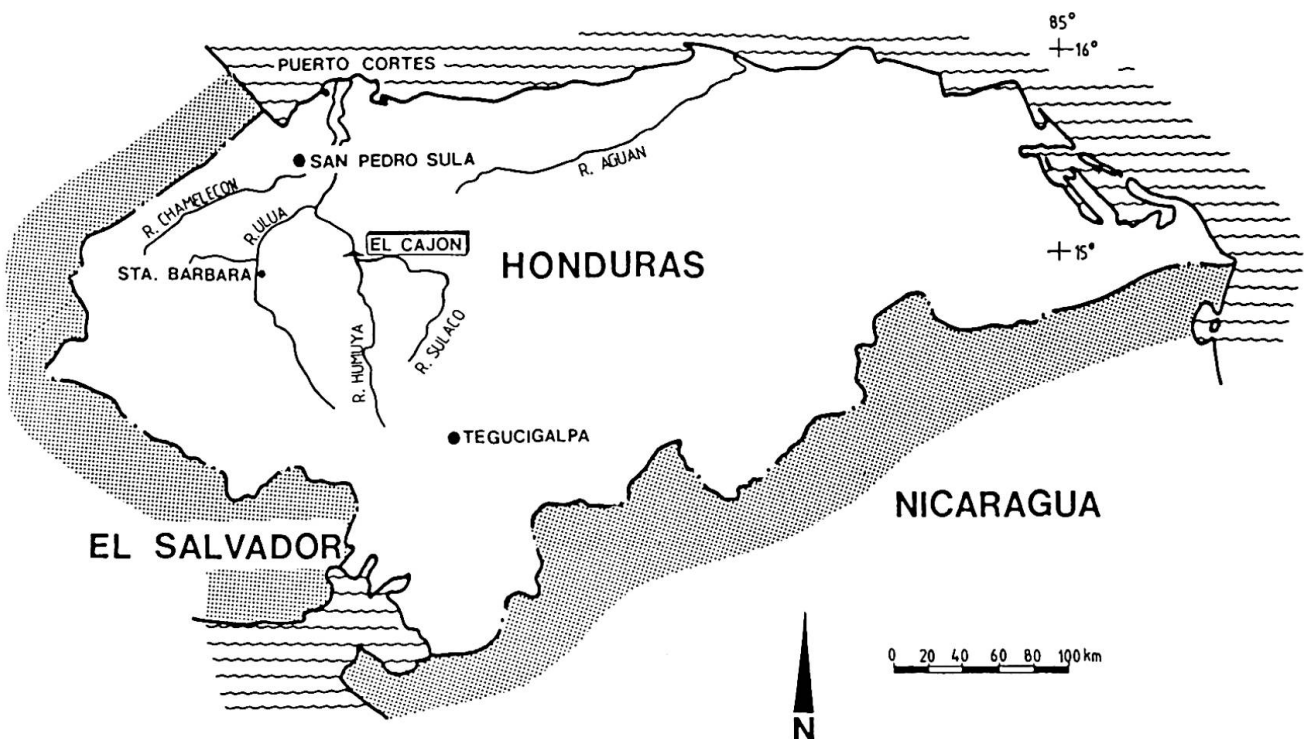 85°
16°
PUERTO CORTES
SAN PEDRO SULA
R. AGUAN
R. CHAMELECON
R. ULUA
EL CAJON
15°
HONDURAS
STA. BARBARA
R. HUMUYA
R. SULACO
TEGUCIGALPA
NICARAGUA
EL SALVADOR
0 20 40 60 80 100 km
N